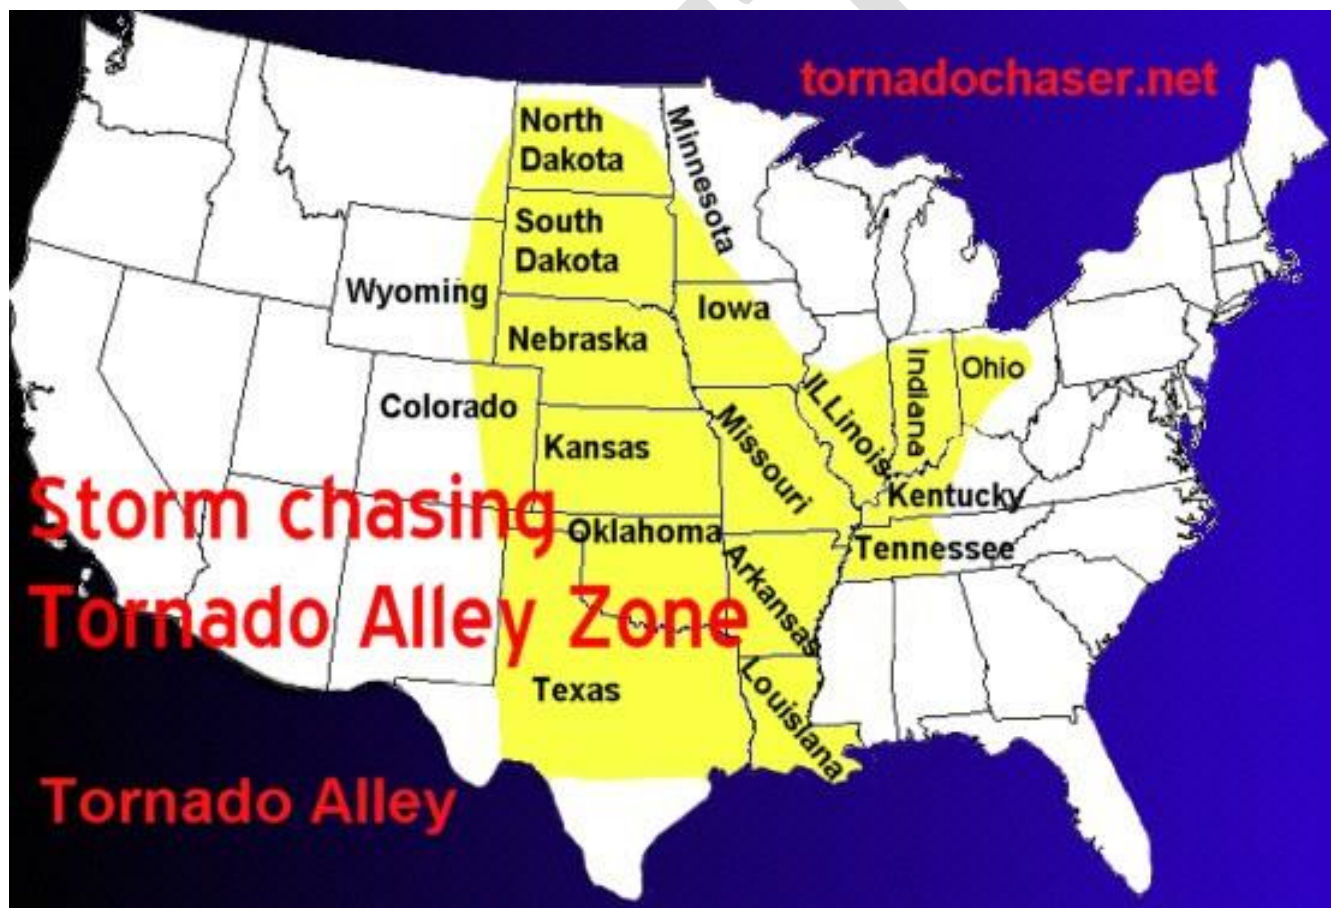 tornadochaser.net
North
Dakota
Minnesota
South
Dakota
Wyoming
Iowa
Nebraska
Ohio
Indiana
Colorado
ILLinois
Missouri
Kansas
Kentucky
Storm chasing
Oklahoma
Tennessee
Arkansas
Tornado Alley Zone
Texas
Louisiana
Tornado Alley